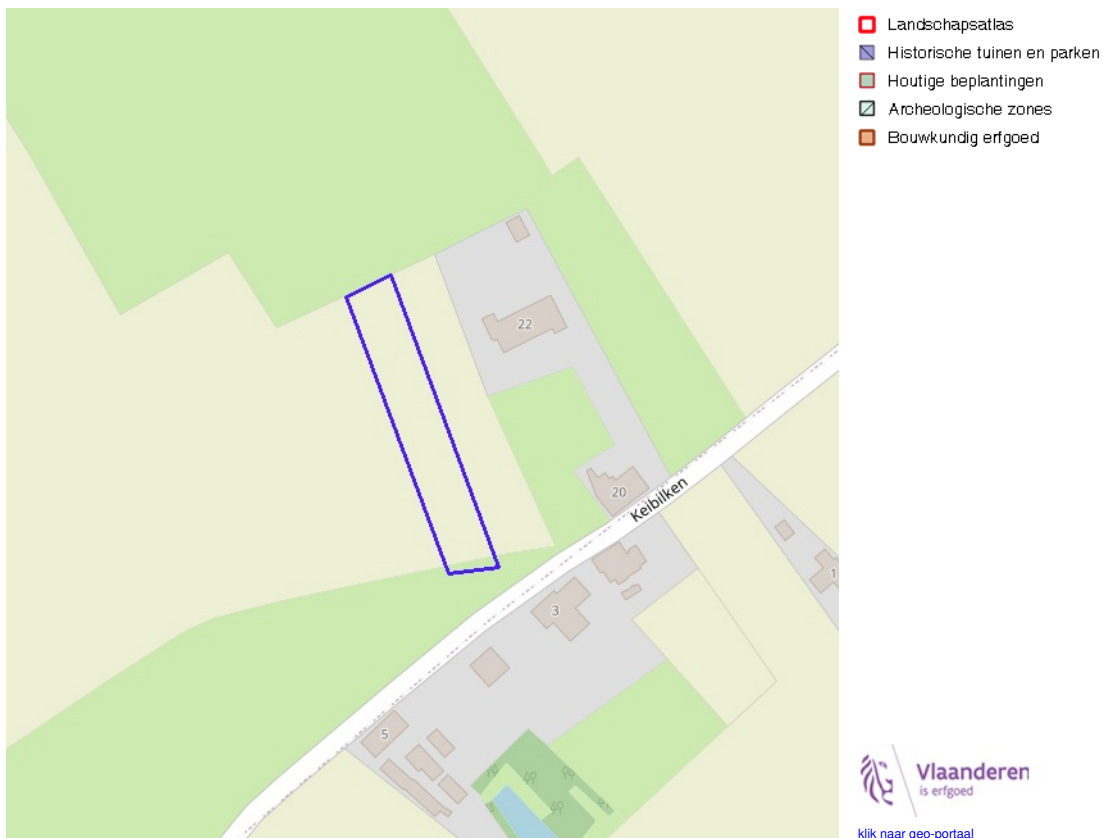 Landschapsatlas
Historische tuinen en parken
Houtige beplantingen
Archeologische zones
Bouwkundig erfgoed
22
20
Keibilken
3
1
5
Vlaanderen
is erfgoed
klik naar geo-portaal